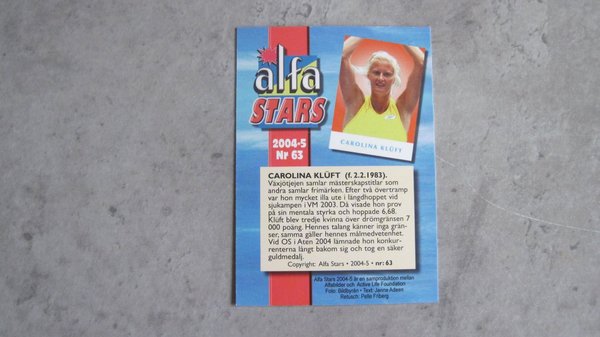 alfa
STARS
2004-5
Nr 63
CAROLINA KLÜFT
CAROLINA KLÜFT (f. 2.2.1983).
Växjötjejen samlar mästerskapstitlar som
andra samlar frimärken. Efter två övertramp
var hon mycket illa ute i längdhoppet vid
sjukampen i VM 2003. Då visade hon prov
på sin mentala styrka och hoppade 6,68.
Klüft blev tredje kvinna över drömgränsen 7
000 poäng. Hennes talang känner inga grän-
ser, samma gäller hennes målmedvetenhet.
Vid OS i Aten 2004 lämnade hon konkur-
renterna långt bakom sig och tog en säker
guldmedalj.
Copyright: Alfa Stars • 2004-5 • nr: 63
Alfa Stars 2004-5 är en samproduktion mellan
Alfabilder och Active Life Foundation
Foto: Bildbyrån • Text: Janne Adeen
Retusch: Pelle Friberg